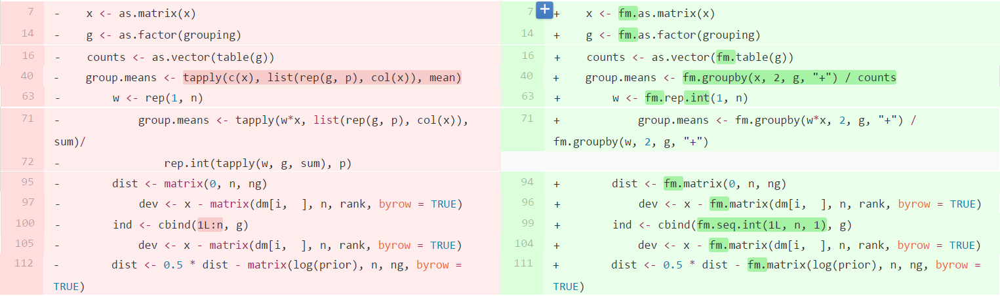 7 - x <- as.matrix(x)
14 - g <- as.factor(grouping)
16 - counts <- as.vector(table(g))
40 - group.means <- tapply(c(x), list(rep(g, p), col(x)), mean)
63 - w <- rep(1, n)
71 - group.means <- tapply(w*x, list(rep(g, p), col(x)),
sum)/
72 - rep.int(tapply(w, g, sum), p)
95 - dist <- matrix(0, n, ng)
97 - dev <- x - matrix(dm[i, ], n, rank, byrow = TRUE)
100 - ind <- cbind(1L:n, g)
105 - dev <- x - matrix(dm[i, ], n, rank, byrow = TRUE)
112 - dist <- 0.5 * dist - matrix(log(prior), n, ng, byrow =
TRUE)
7 + x <- fm.as.matrix(x)
14 + g <- fm.as.factor(grouping)
16 + counts <- as.vector(fm.table(g))
40 + group.means <- fm.groupby(x, 2, g, "+") / counts
63 + w <- fm.rep.int(1, n)
71 + group.means <- fm.groupby(w*x, 2, g, "+") /
fm.groupby(w, 2, g, "+")
94 + dist <- fm.matrix(0, n, ng)
96 + dev <- x - fm.matrix(dm[i, ], n, rank, byrow = TRUE)
99 + ind <- cbind(fm.seq.int(1L, n, 1), g)
104 + dev <- x - fm.matrix(dm[i, ], n, rank, byrow = TRUE)
111 + dist <- 0.5 * dist - fm.matrix(log(prior), n, ng, byrow =
TRUE)